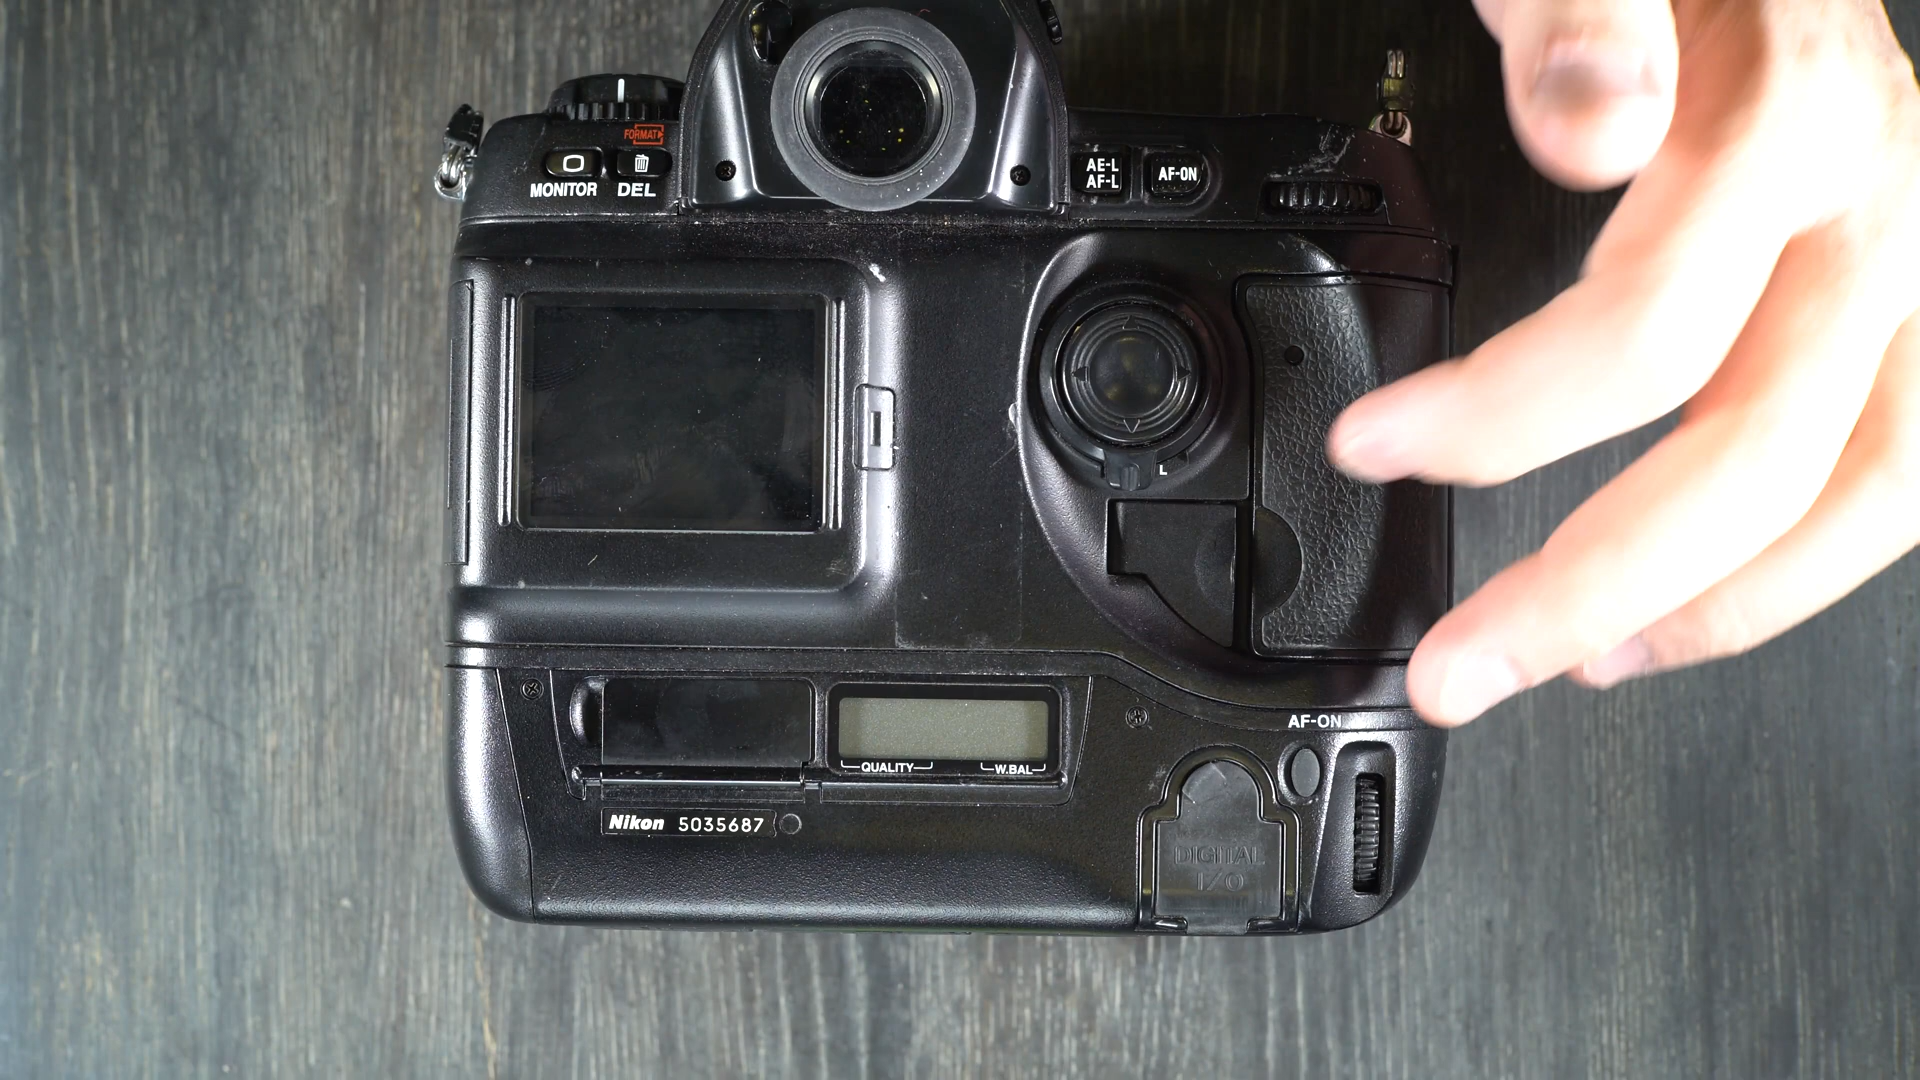 FORMAT
MONITOR DEL
AE-L
AF-L
AF-ON
L
AF-ON
QUALITY W.BAL
Nikon 5035687
DIGITAL
I/O